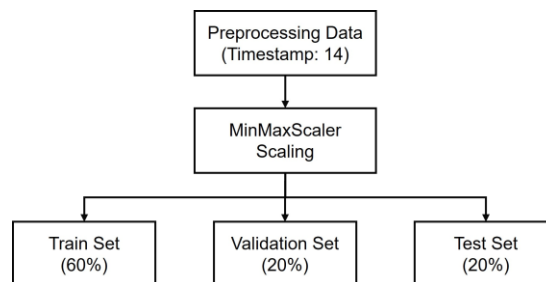 Preprocessing Data
(Timestamp: 14)
MinMaxScaler
Scaling
Train Set
(60%)
Validation Set
(20%)
Test Set
(20%)